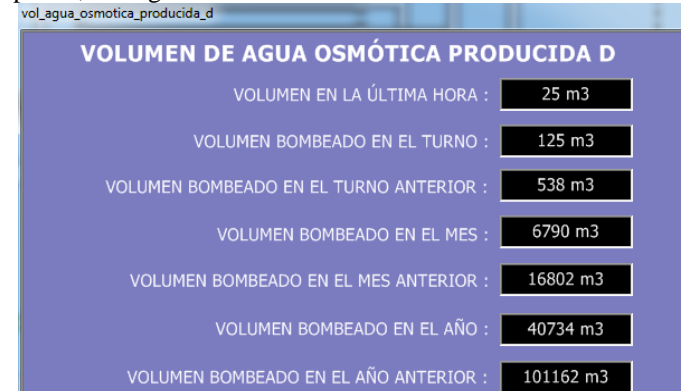 vol_agua_osmotica_producida_d
VOLUMEN DE AGUA OSMÓTICA PRODUCIDA D
VOLUMEN EN LA ÚLTIMA HORA : 25 m3
VOLUMEN BOMBEADO EN EL TURNO : 125 m3
VOLUMEN BOMBEADO EN EL TURNO ANTERIOR : 538 m3
VOLUMEN BOMBEADO EN EL MES : 6790 m3
VOLUMEN BOMBEADO EN EL MES ANTERIOR : 16802 m3
VOLUMEN BOMBEADO EN EL AÑO : 40734 m3
VOLUMEN BOMBEADO EN EL AÑO ANTERIOR : 101162 m3